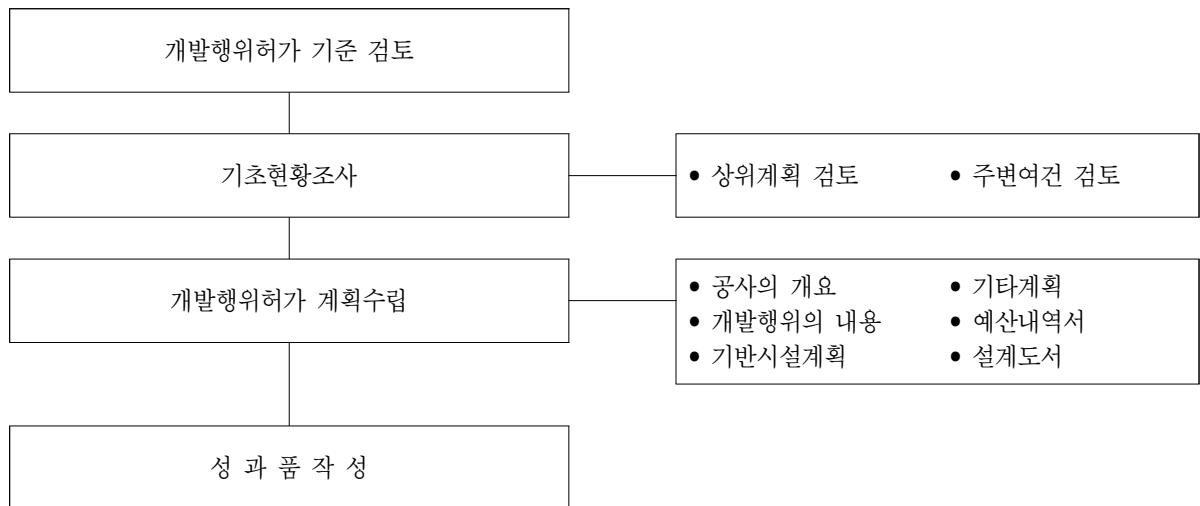 개발행위허가 기준 검토
기초현황조사
• 상위계획 검토 • 주변여건 검토
개발행위허가 계획수립
• 공사의 개요 • 기타계획
• 개발행위의 내용 • 예산내역서
• 기반시설계획 • 설계도서
성 과 품 작 성